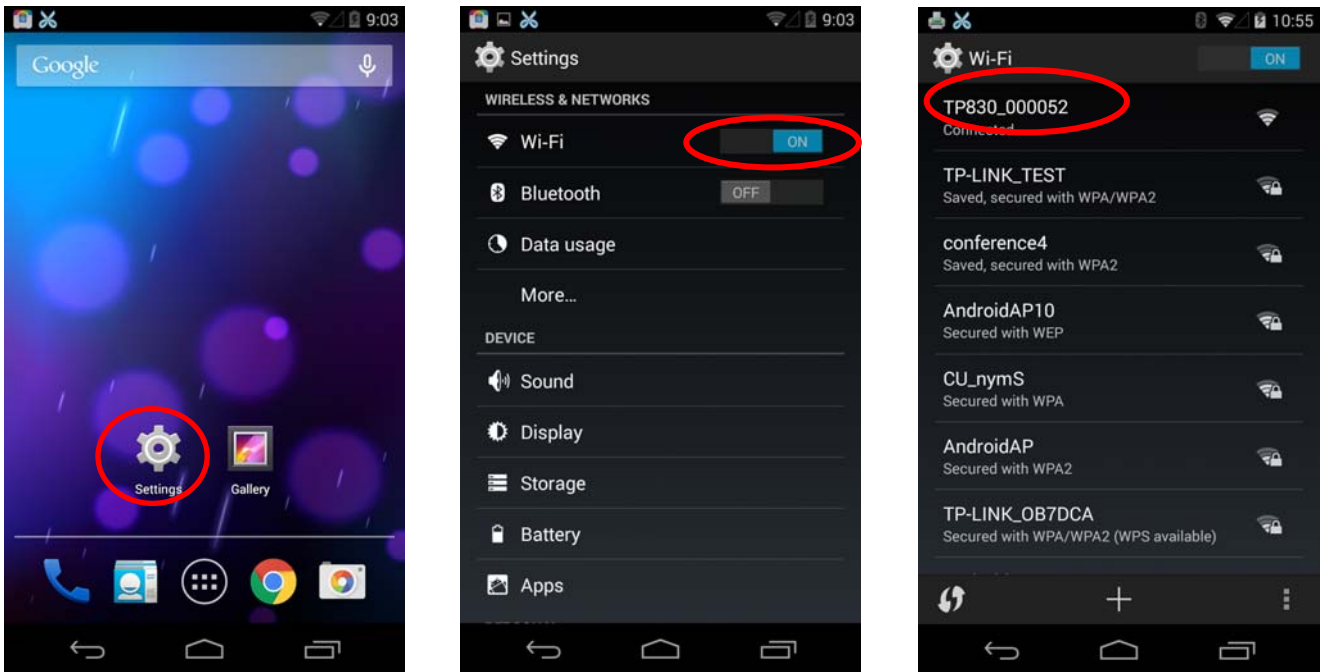 9:03
Google
Settings
Gallery
9:03
Settings
WIRELESS & NETWORKS
Wi-Fi
ON
Bluetooth
OFF
Data usage
More...
DEVICE
Sound
Display
Storage
Battery
Apps
10:55
Wi-Fi
ON
TP830_000052
Connected
TP-LINK_TEST
Saved, secured with WPA/WPA2
conference4
Saved, secured with WPA2
AndroidAP10
Secured with WEP
CU_nymS
Secured with WPA
AndroidAP
Secured with WPA2
TP-LINK_OB7DCA
Secured with WPA/WPA2 (WPS available)